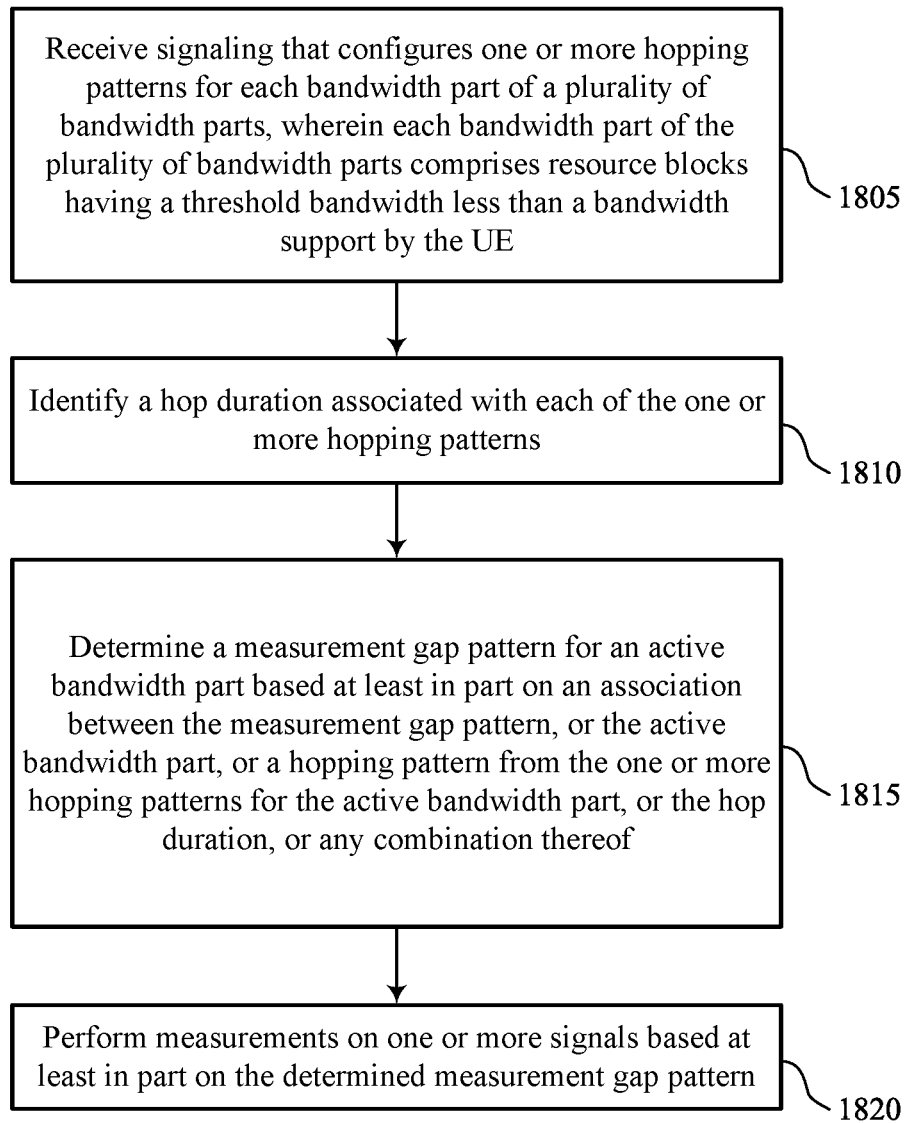 Receive signaling that configures one or more hopping
patterns for each bandwidth part of a plurality of
bandwidth parts, wherein each bandwidth part of the
plurality of bandwidth parts comprises resource blocks
having a threshold bandwidth less than a bandwidth
support by the UE
1805
Identify a hop duration associated with each of the one or
more hopping patterns
1810
Determine a measurement gap pattern for an active
bandwidth part based at least in part on an association
between the measurement gap pattern, or the active
bandwidth part, or a hopping pattern from the one or more
hopping patterns for the active bandwidth part, or the hop
duration, or any combination thereof
1815
Perform measurements on one or more signals based at
least in part on the determined measurement gap pattern
1820